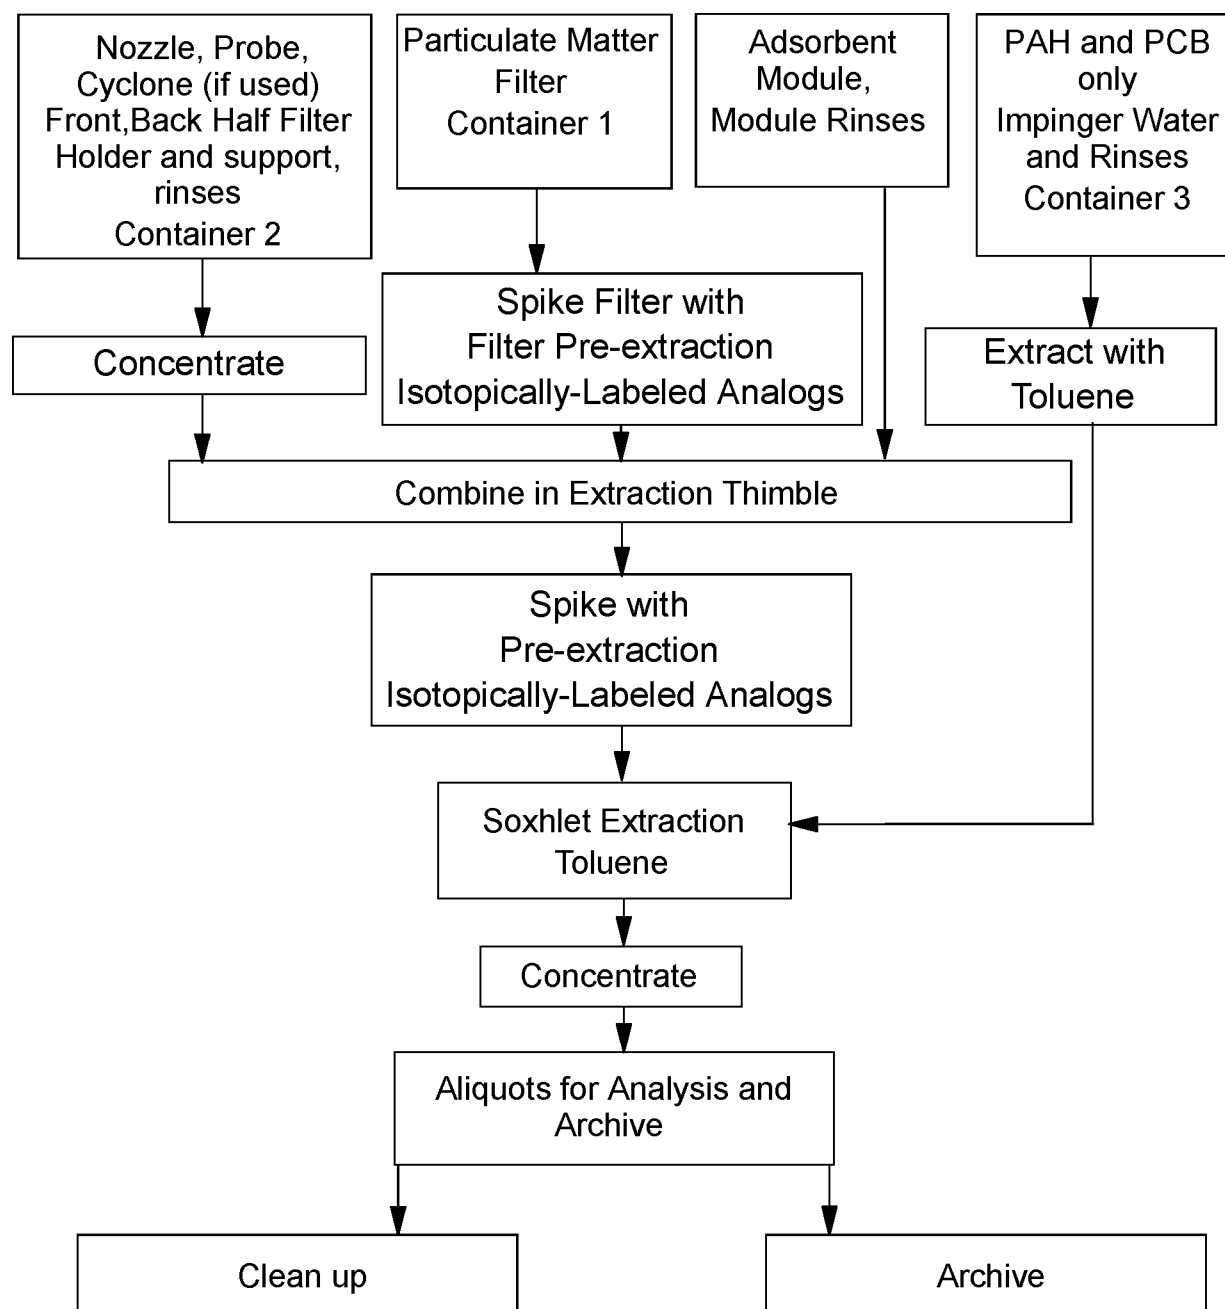 Nozzle, Probe,
Cyclone (if used)
Front,Back Half Filter
Holder and support,
rinses
Container 2
Particulate Matter
Filter
Container 1
Adsorbent
Module,
Module Rinses
PAH and PCB
only
Impinger Water
and Rinses
Container 3
Concentrate
Spike Filter with
Filter Pre-extraction
Isotopically-Labeled Analogs
Extract with
Toluene
Combine in Extraction Thimble
Spike with
Pre-extraction
Isotopically-Labeled Analogs
Soxhlet Extraction
Toluene
Concentrate
Aliquots for Analysis and
Archive
Clean up
Archive